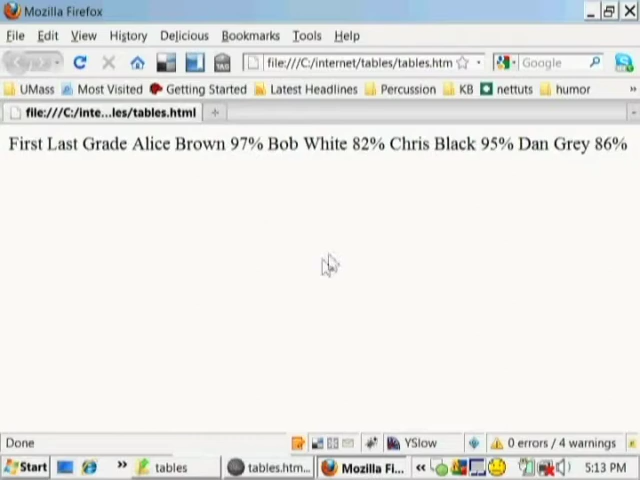 Mozilla Firefox
File Edit View History Delicious Bookmarks Tools Help
file:///C:/internet/tables/tables.htm Google
UMass Most Visited Getting Started Latest Headlines Percussion KB nettuts humor »
file:///C:/inte...les/tables.html
First Last Grade Alice Brown 97% Bob White 82% Chris Black 95% Dan Grey 86%
Done YSlow 0 errors / 4 warnings
Start » tables tables.htm... Mozilla Fi... « 5:13 PM